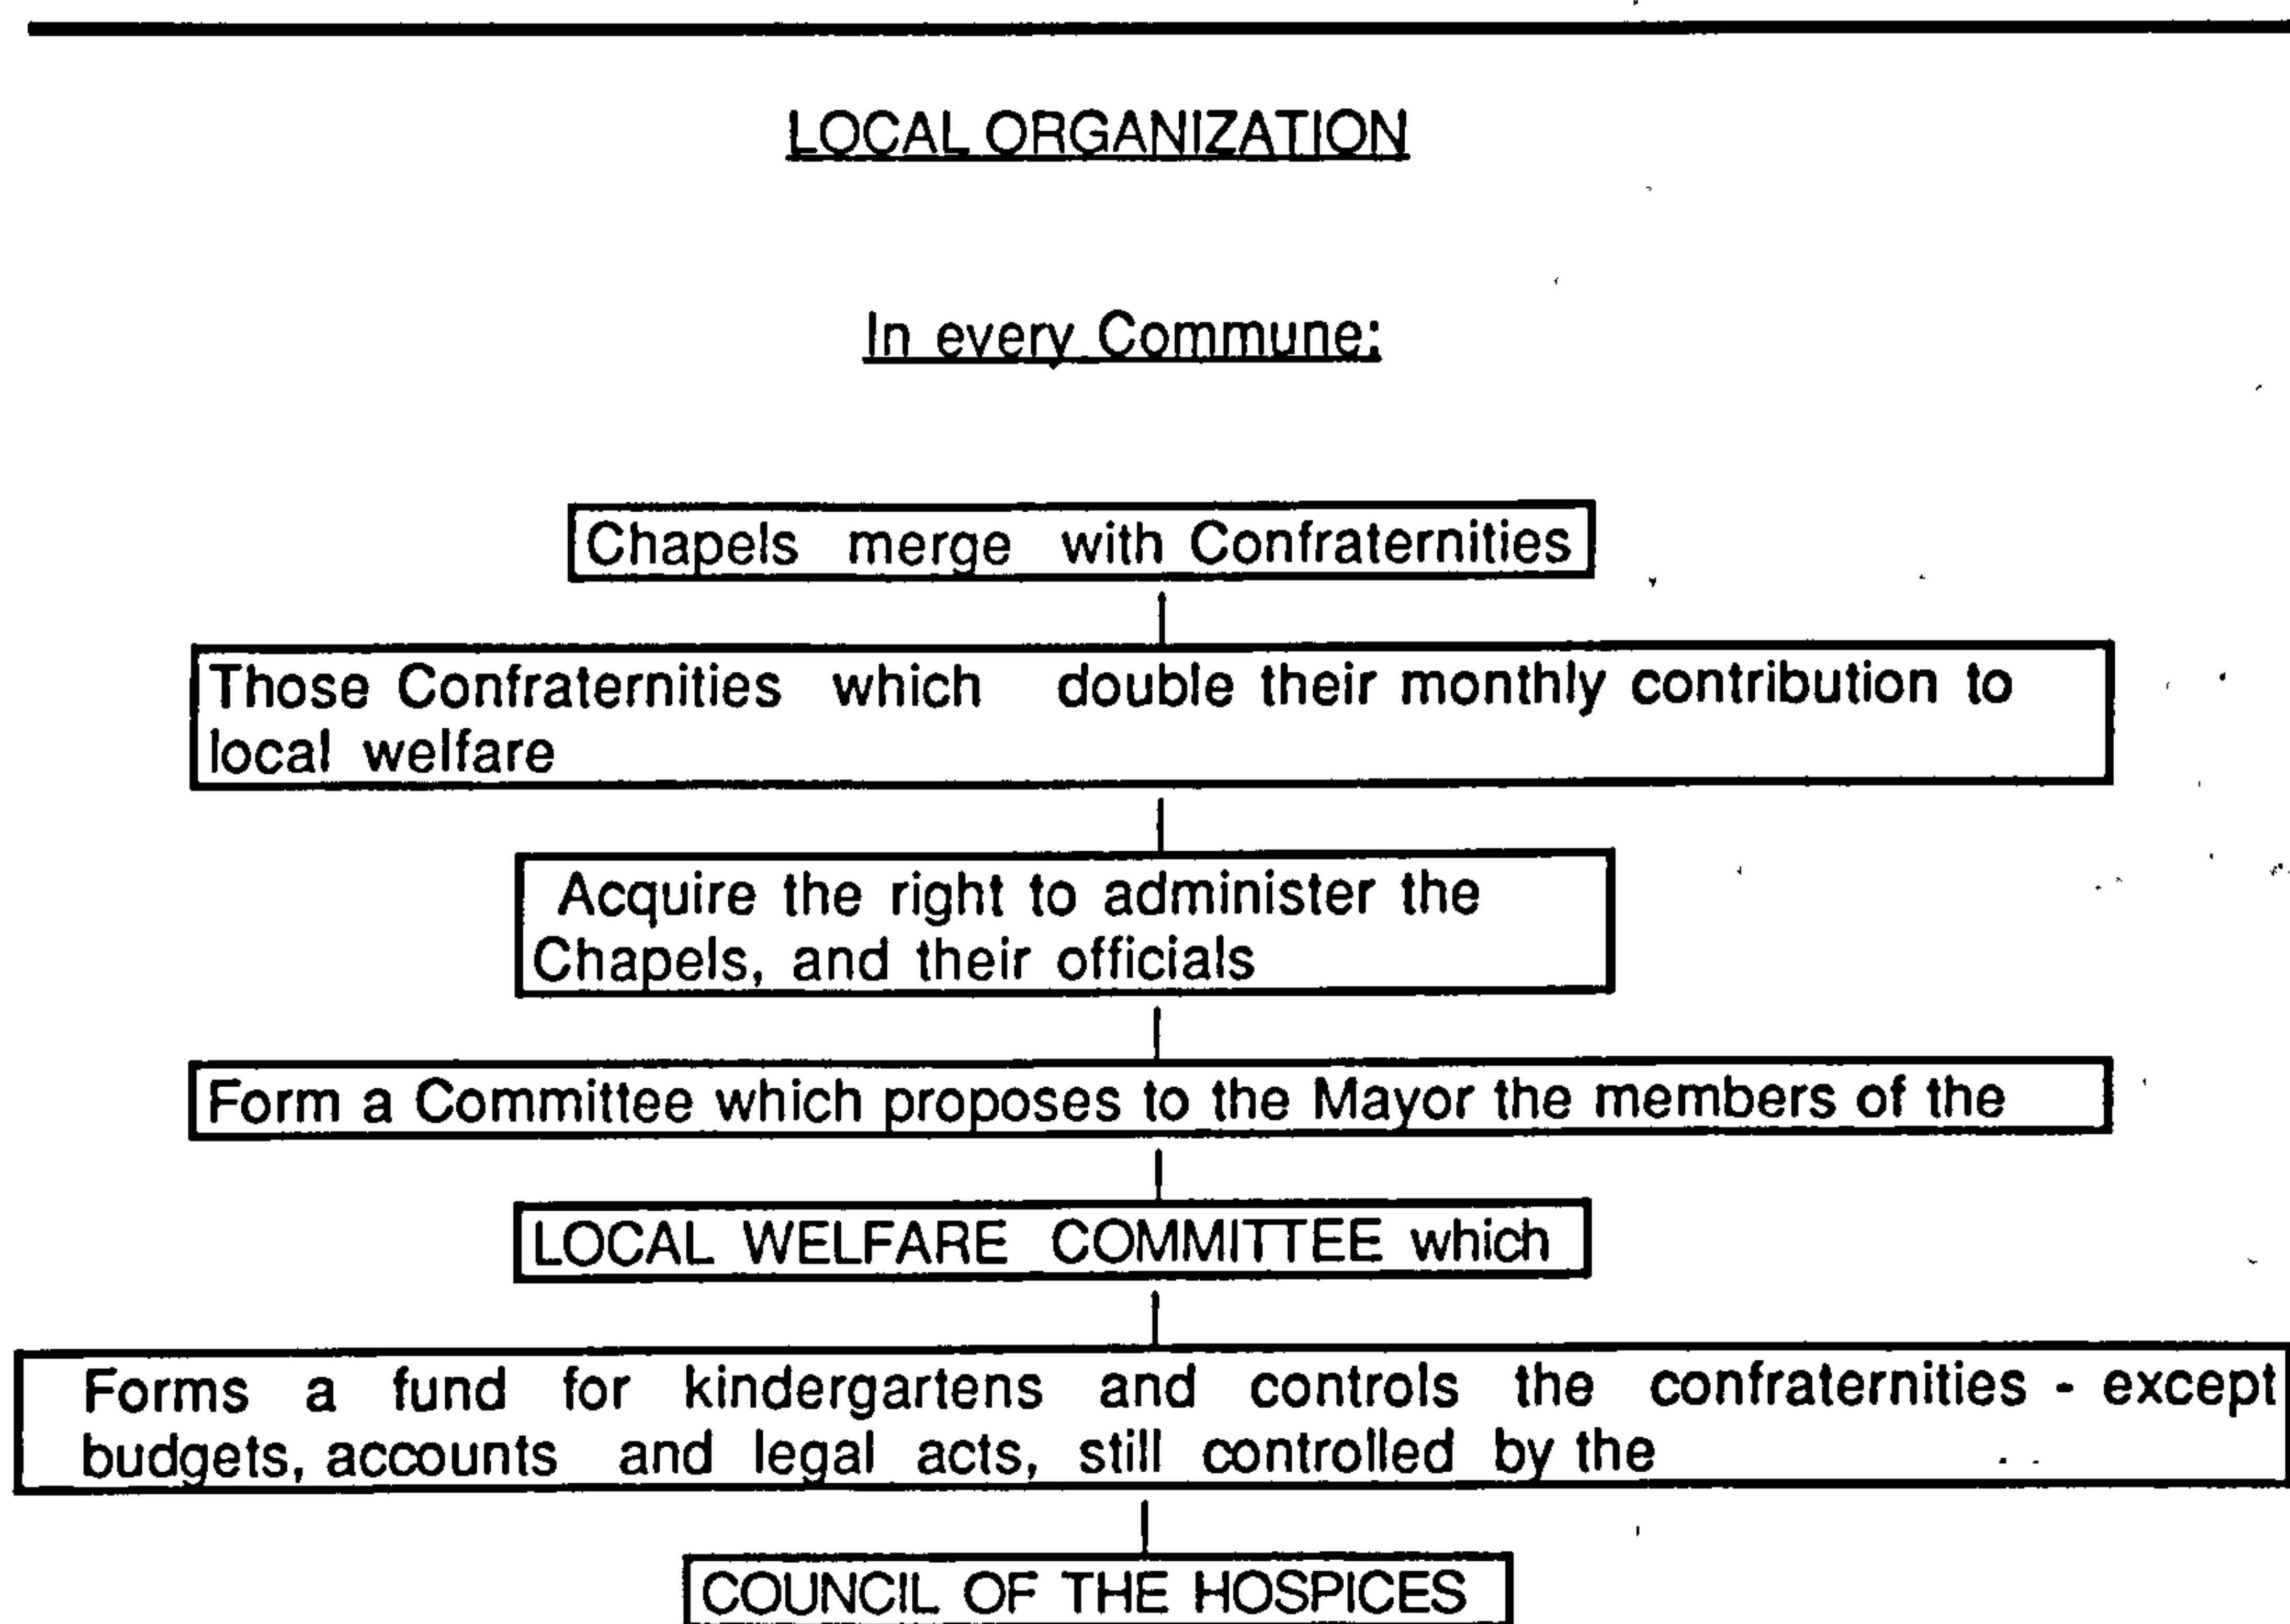 LOCAL ORGANIZATION
In every Commune:
Chapels merge with Confraternities
Those Confraternities which double their monthly contribution to
local welfare
Acquire the right to administer the
Chapels, and their officials
Form a Committee which proposes to the Mayor the members of the
LOCAL WELFARE COMMITTEE which
Forms a fund for kindergartens and controls the confraternities - except
budgets, accounts and legal acts, still controlled by the
COUNCIL OF THE HOSPICES